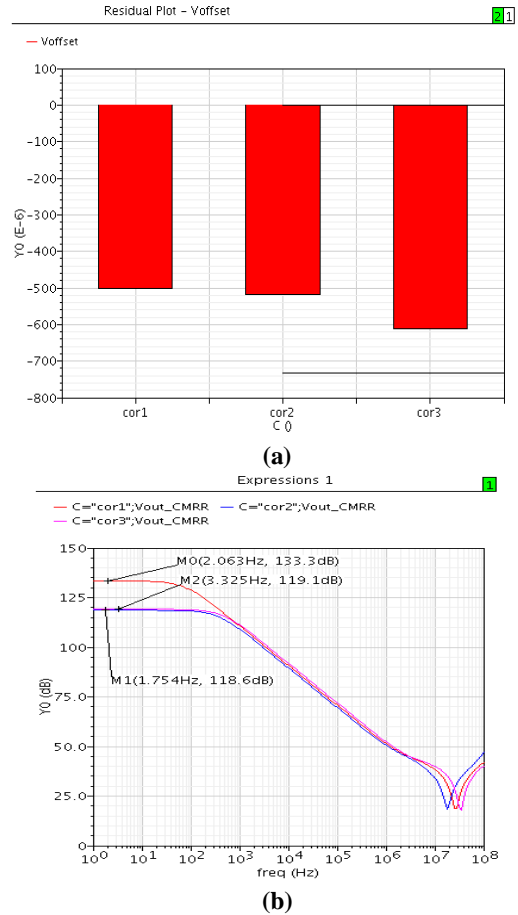 Residual Plot - Voffset
2 1
Voffset
100
0
-100
-200
-300
-400
-500
-600
-700
-800
Y0 (E-6)
cor1 cor2 cor3
C ()
(a)
Expressions 1
1
C="cor1";Vout_CMRR C="cor2";Vout_CMRR
C="cor3";Vout_CMRR
150
125
100
75.0
50.0
25.0
0
Y0 (dB)
M0(2.063Hz, 133.3dB)
M2(3.325Hz, 119.1dB)
M1(1.754Hz, 118.6dB)
10^0 10^1 10^2 10^3 10^4 10^5 10^6 10^7 10^8
freq (Hz)
(b)